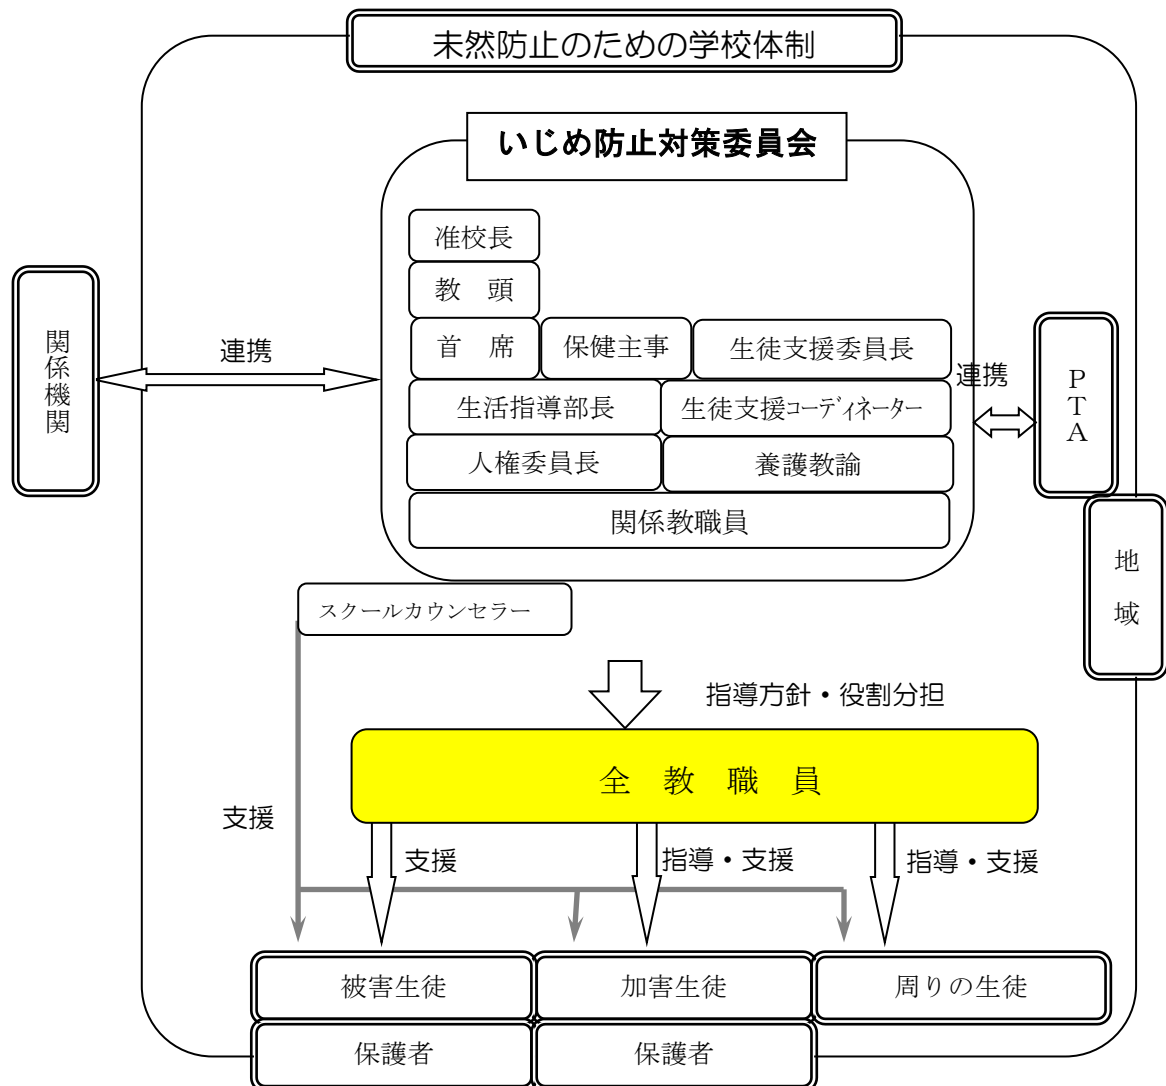 未然防止のための学校体制
いじめ防止対策委員会
准校長
教　頭
首　席
保健主事
生徒支援委員長
生活指導部長
生徒支援ｺｰﾃﾞｨﾈｰﾀｰ
人権委員長
養護教諭
関係教職員
関係機関
連携
連携
PTA
地域
スクールカウンセラー
指導方針・役割分担
全　教　職　員
支援
支援
指導・支援
指導・支援
被害生徒
加害生徒
周りの生徒
保護者
保護者